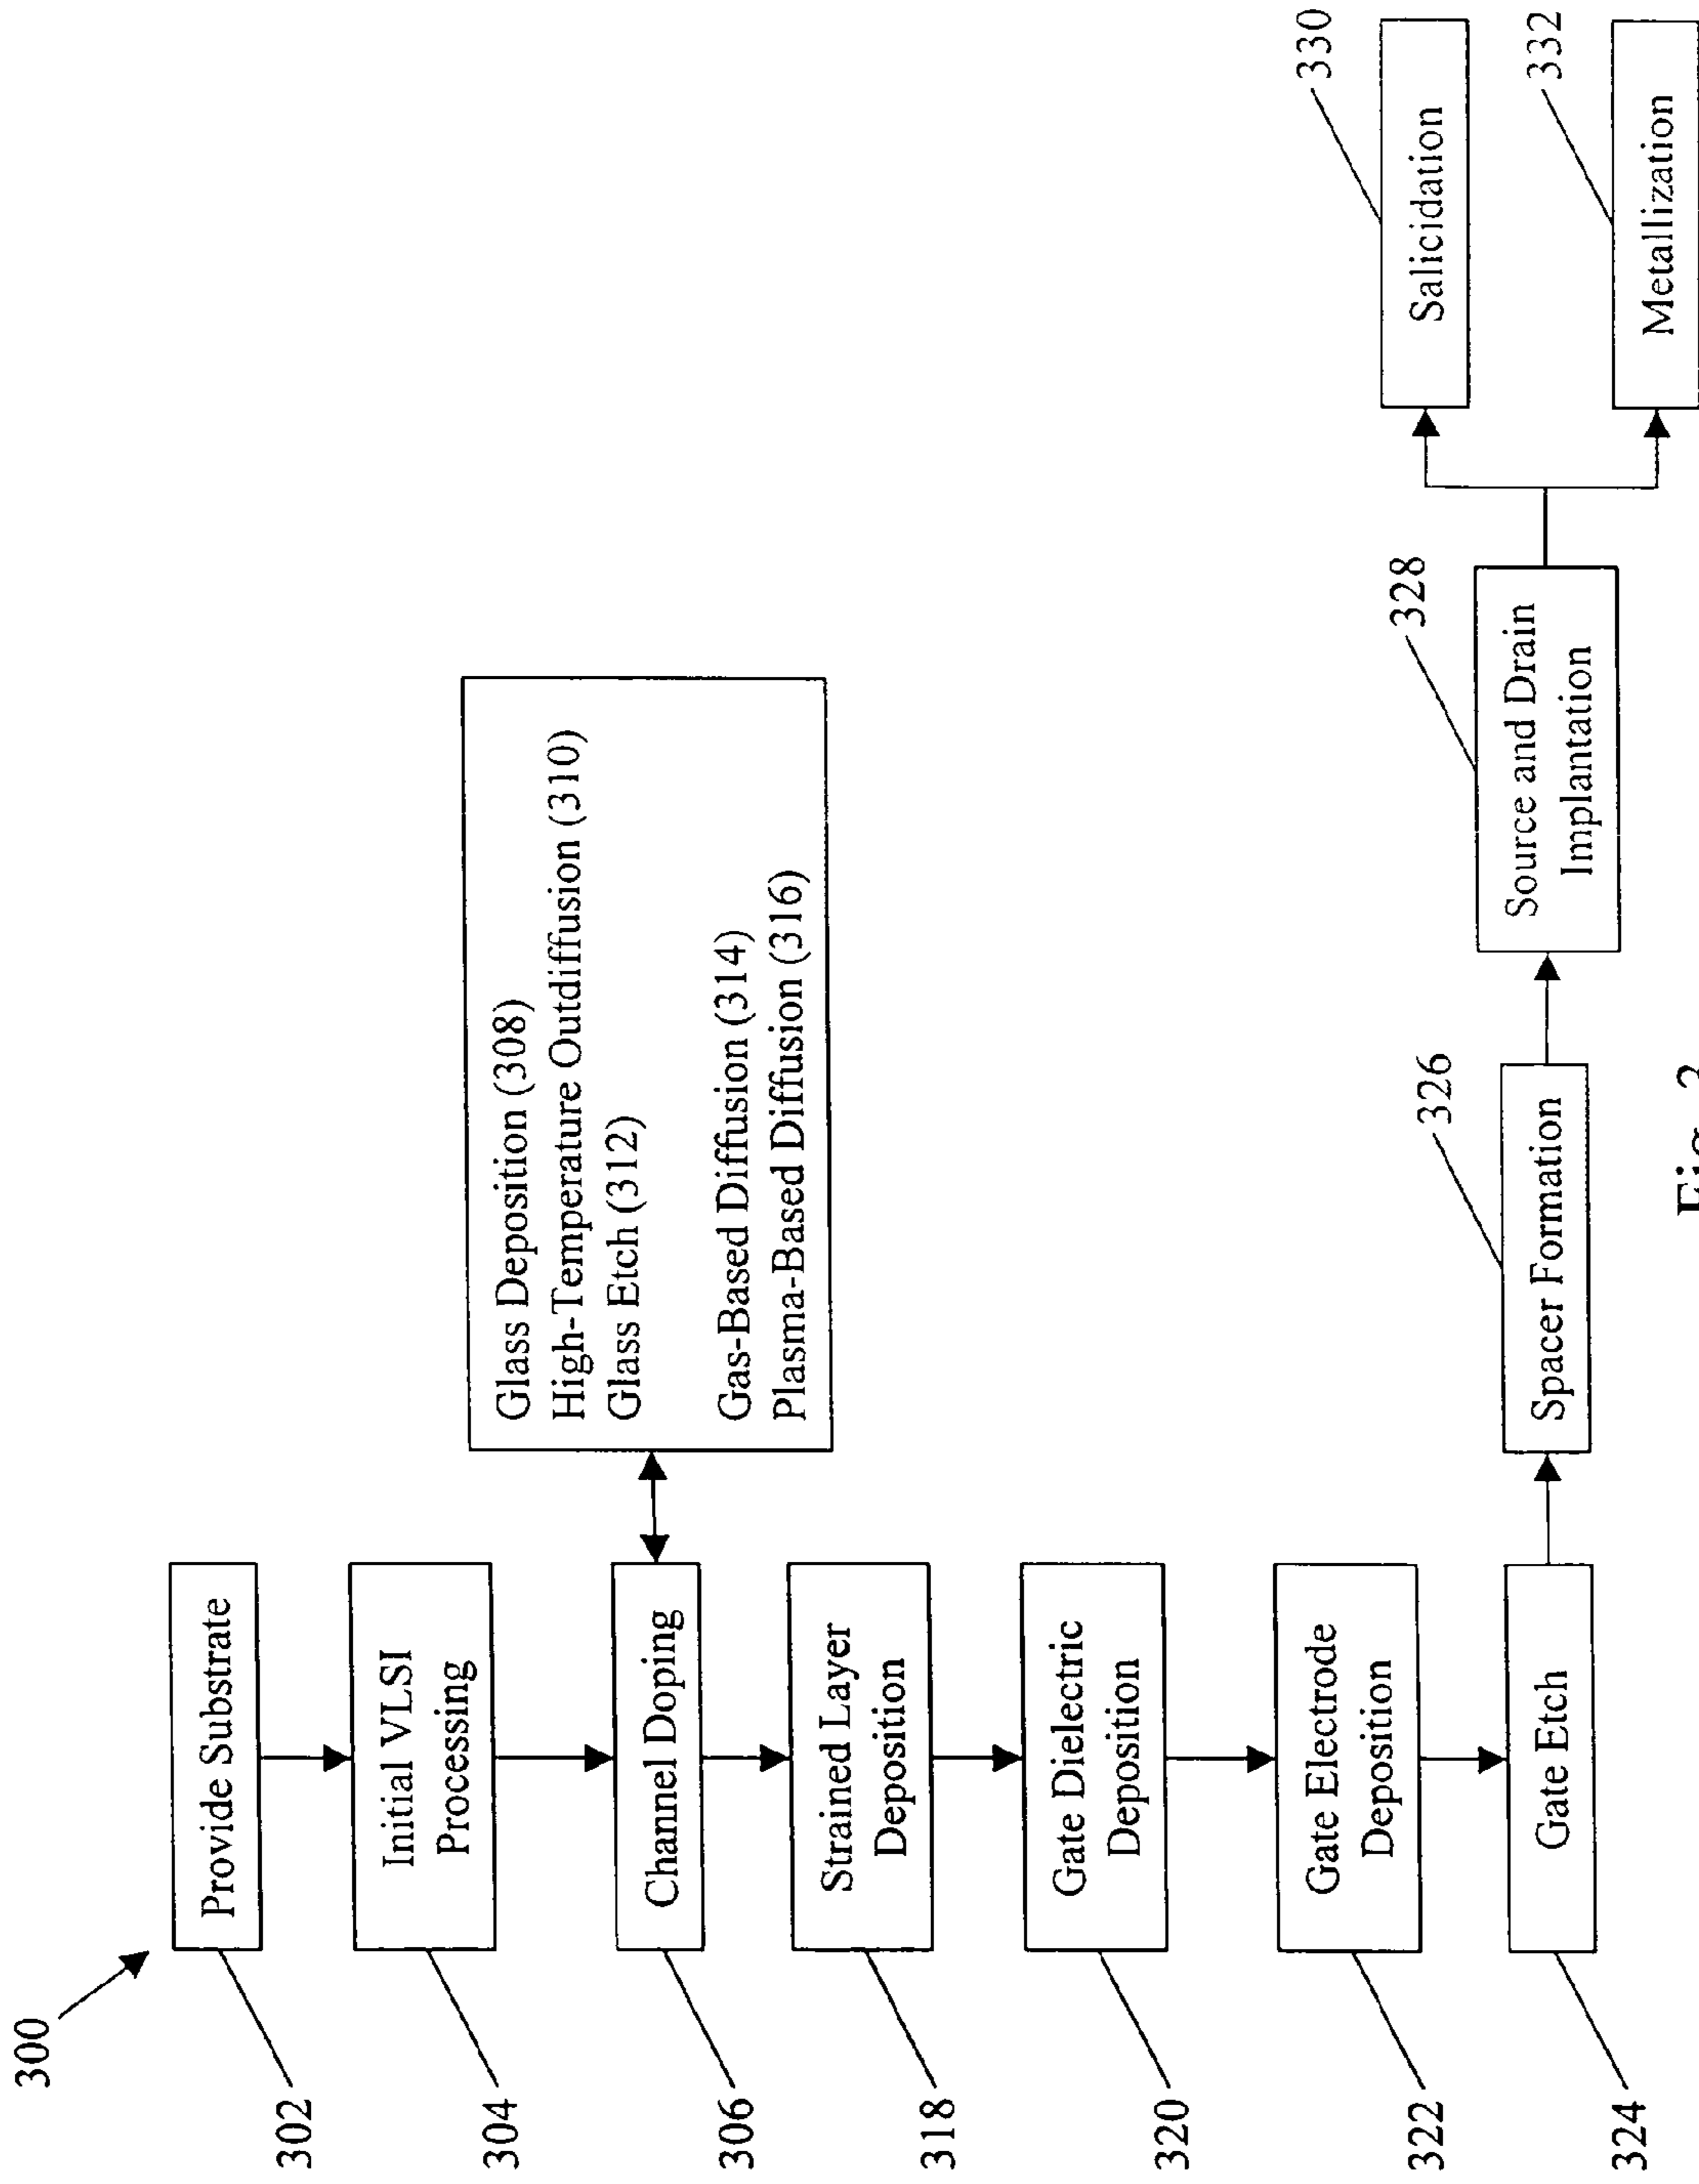 300
302
Provide Substrate
304
Initial VLSI
Processing
306
Channel Doping
Glass Deposition (308)
High-Temperature Outdiffusion (310)
Glass Etch (312)
Gas-Based Diffusion (314)
Plasma-Based Diffusion (316)
318
Strained Layer
Deposition
320
Gate Dielectric
Deposition
322
Gate Electrode
Deposition
324
Gate Etch
326
Spacer Formation
328
Source and Drain
Implantation
330
Salicidation
332
Metallization